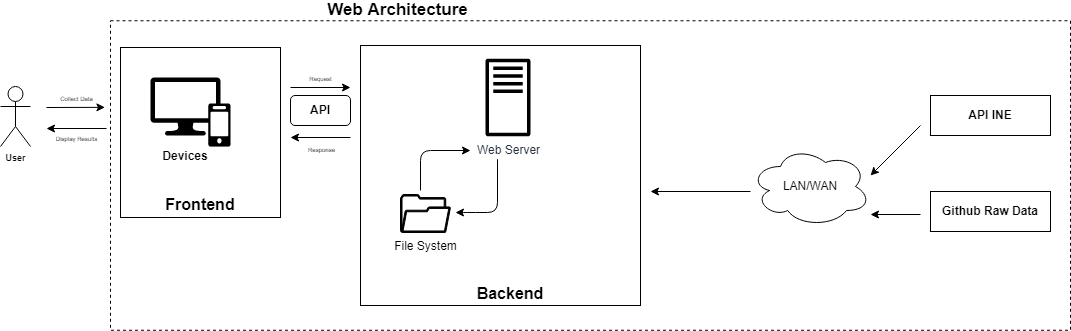 Web Architecture
User
Collect Data
Display Results
Devices
Frontend
Request
API
Response
Web Server
File System
Backend
LAN/WAN
API INE
Github Raw Data